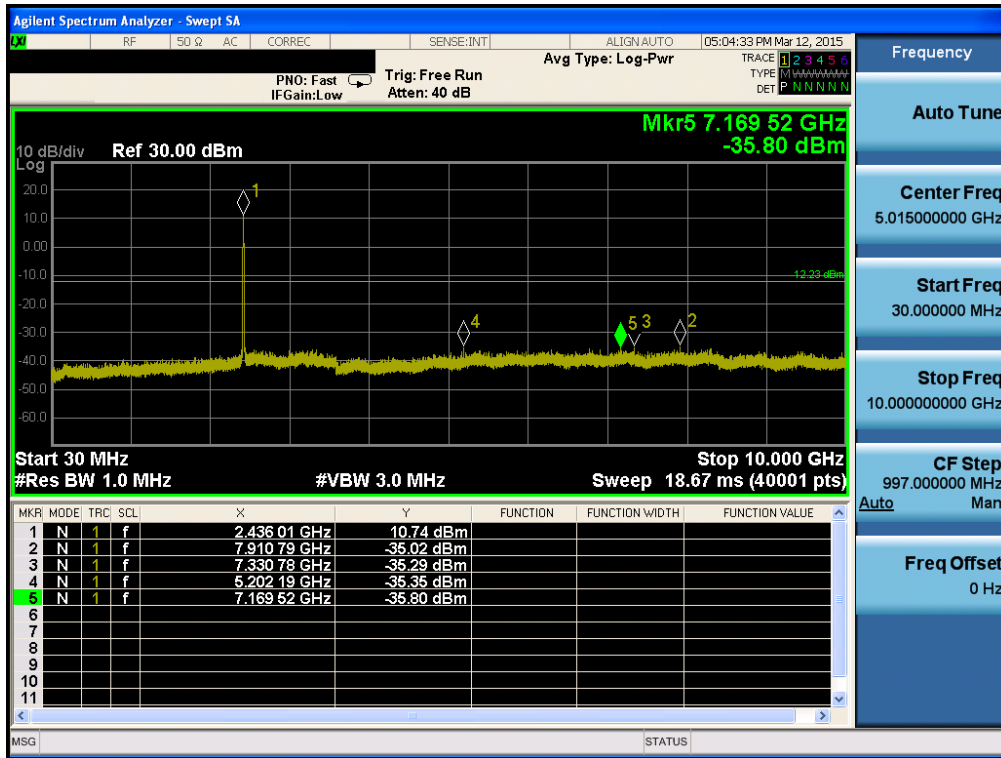 Agilent Spectrum Analyzer - Swept SA
LXI RF 50 Ω AC CORREC SENSE:INT ALIGN AUTO 05:04:33 PM Mar 12, 2015
Frequency
Avg Type: Log-Pwr
TRACE 1 2 3 4 5 6
PNO: Fast Trig: Free Run
TYPE M
IFGain:Low Atten: 40 dB
DET P N N N N N
Auto Tune
Mkr5 7.169 52 GHz
10 dB/div Ref 30.00 dBm -35.80 dBm
Log
20.0
10.0
0.00
-10.0
-20.0
-30.0
-40.0
-50.0
-60.0
1
-12.23 dBm
4
5 3
2
Start 30 MHz Stop 10.000 GHz
#Res BW 1.0 MHz #VBW 3.0 MHz Sweep 18.67 ms (40001 pts)
Center Freq
5.015000000 GHz
Start Freq
30.000000 MHz
Stop Freq
10.000000000 GHz
CF Step
997.000000 MHz
Auto Man
Freq Offset
0 Hz
MKR MODE TRC SCL X Y FUNCTION FUNCTION WIDTH FUNCTION VALUE
1 N 1 f 2.436 01 GHz 10.74 dBm
2 N 1 f 7.910 79 GHz -35.02 dBm
3 N 1 f 7.330 78 GHz -35.29 dBm
4 N 1 f 5.202 19 GHz -35.35 dBm
5 N 1 f 7.169 52 GHz -35.80 dBm
6
7
8
9
10
11
MSG STATUS